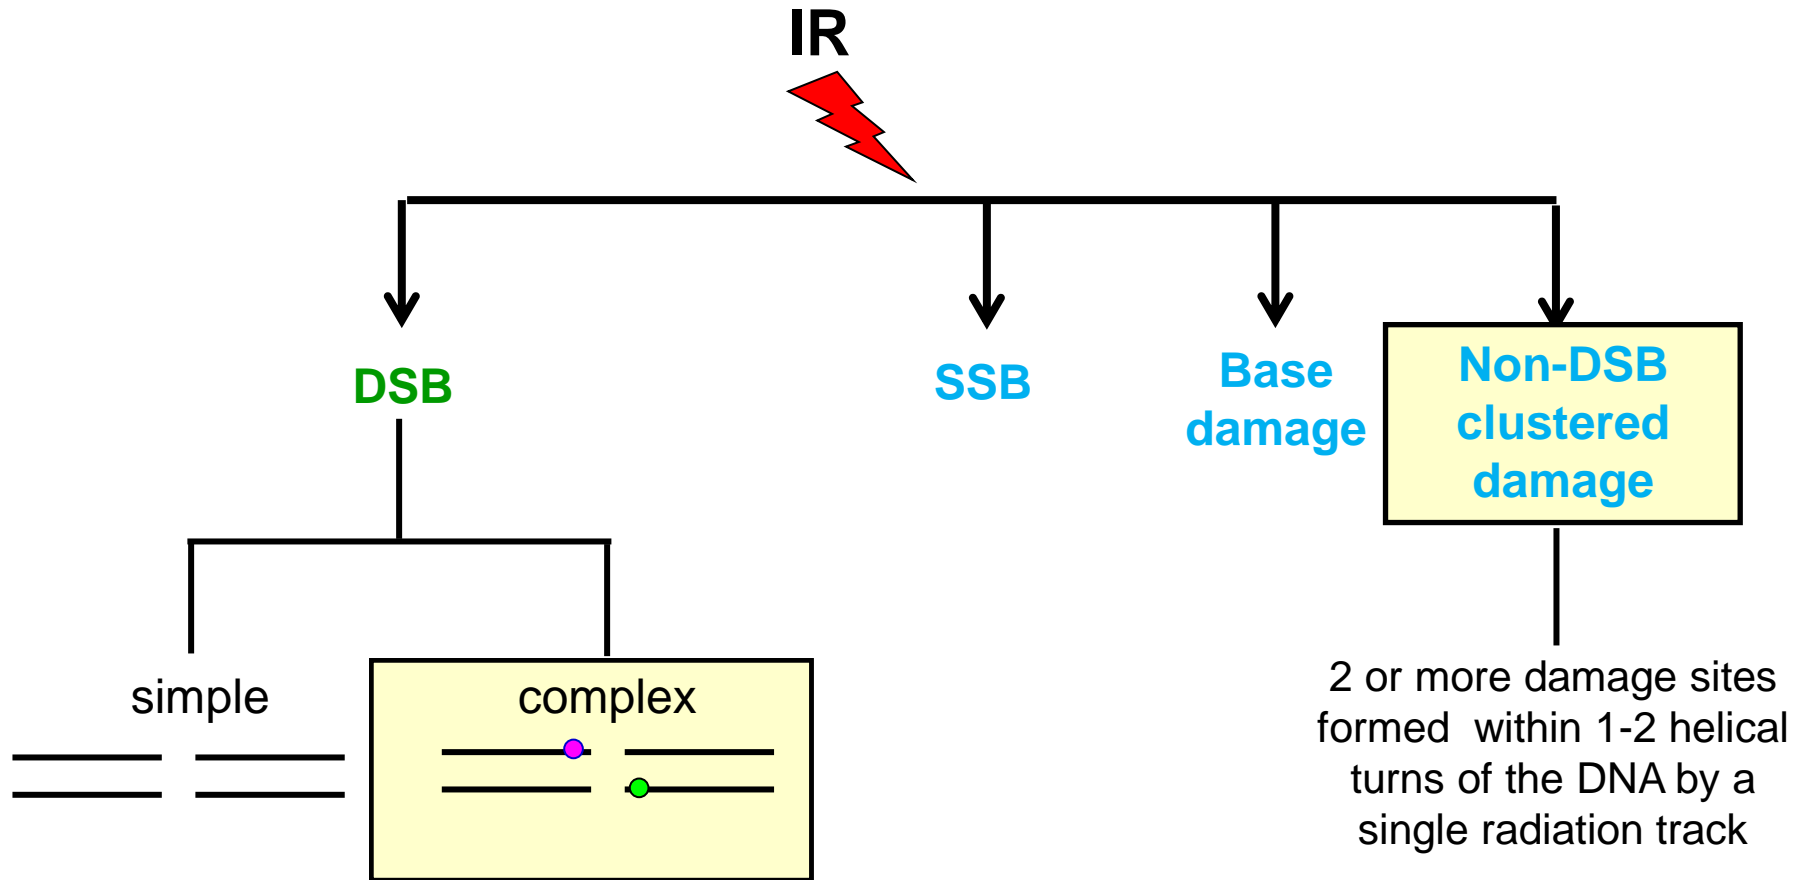 IR
DSB
SSB
Base
damage
Non-DSB
clustered
damage
simple
complex
2 or more damage sites
formed  within 1-2 helical
turns of the DNA by a
single radiation track